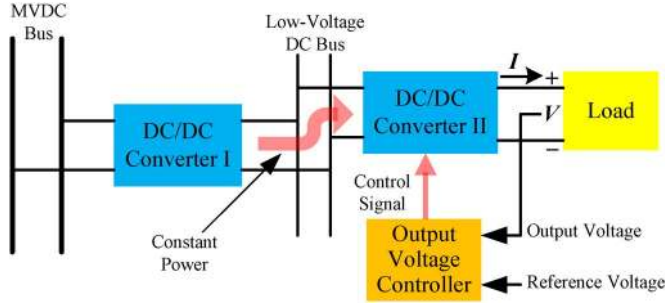 MVDC
Bus
Low-Voltage
DC Bus
DC/DC
Converter I
DC/DC
Converter II
I
+
V
−
Load
Constant
Power
Control
Signal
Output
Voltage
Controller
Output Voltage
Reference Voltage